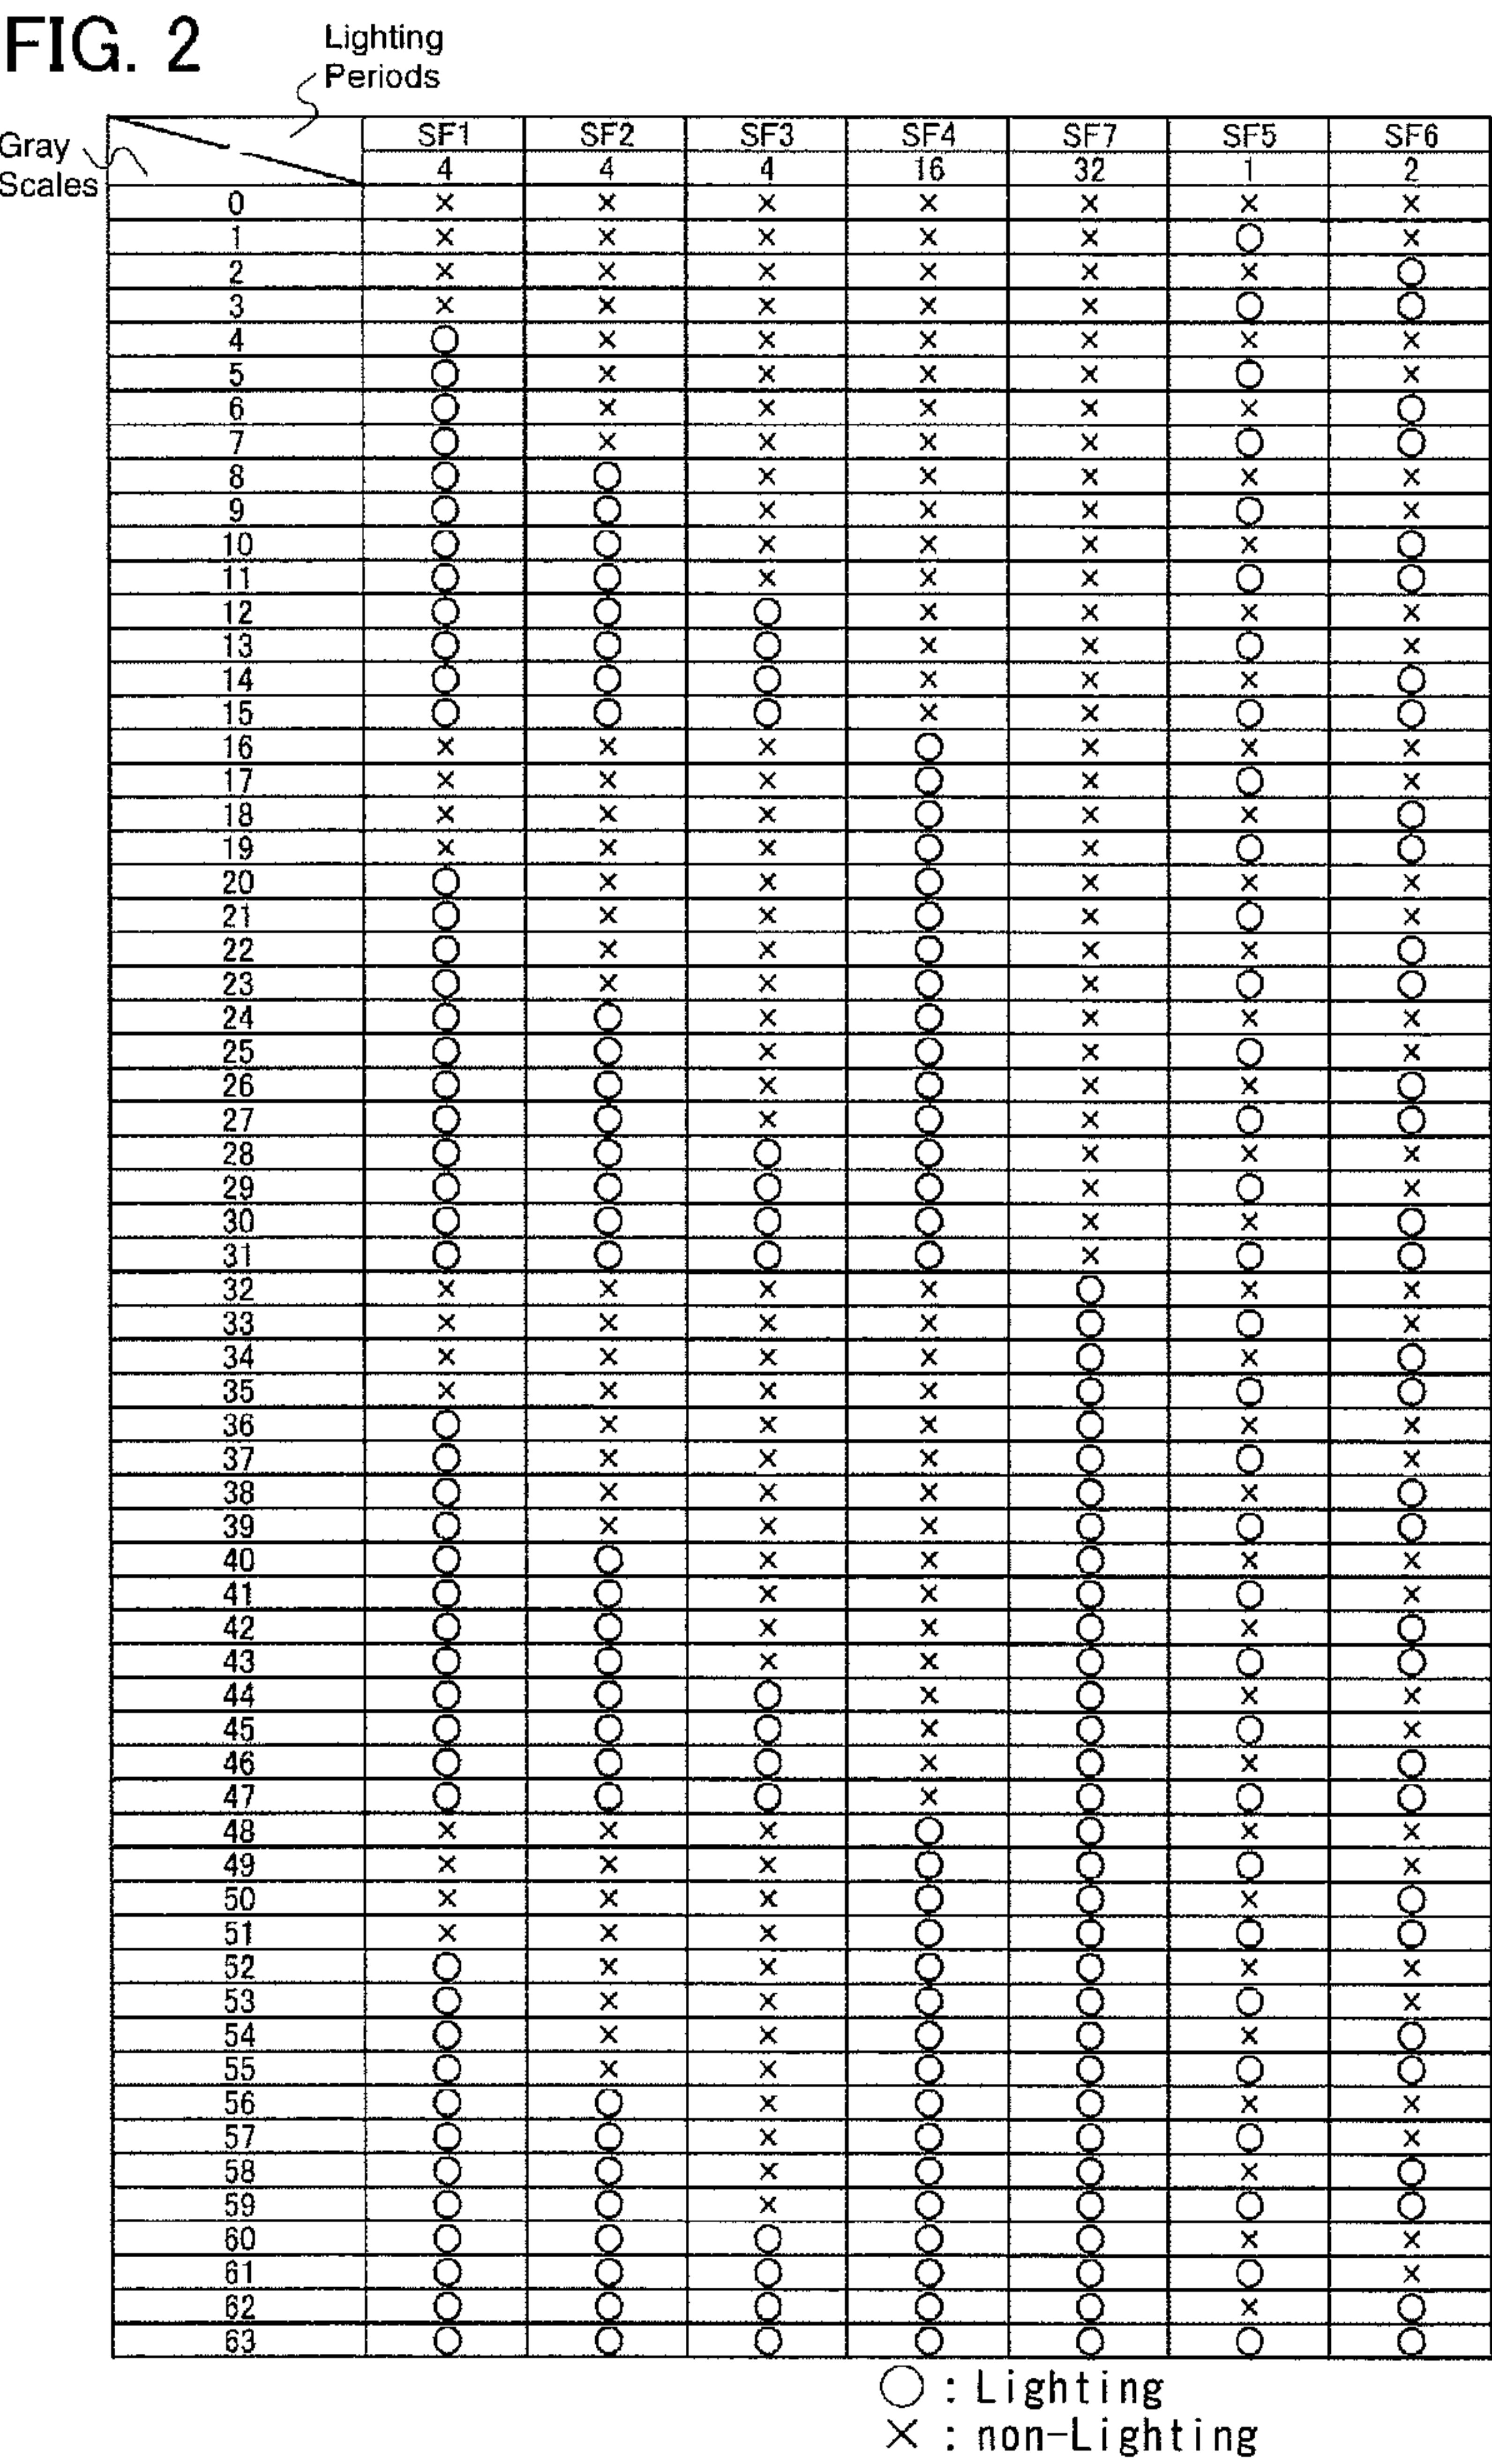 FIG. 2
Lighting
Periods
Gray
Scales
SF1 SF2 SF3 SF4 SF7 SF5 SF6
4 4 4 16 32 1 2
0 × × × × × × ×
1 × × × × × ○ ×
2 × × × × × × ○
3 × × × × × ○ ○
4 ○ × × × × × ×
5 ○ × × × × ○ ×
6 ○ × × × × × ○
7 ○ × × × × ○ ○
8 ○ ○ × × × × ×
9 ○ ○ × × × ○ ×
10 ○ ○ × × × × ○
11 ○ ○ × × × ○ ○
12 ○ ○ ○ × × × ×
13 ○ ○ ○ × × ○ ×
14 ○ ○ ○ × × × ○
15 ○ ○ ○ × × ○ ○
16 × × × ○ × × ×
17 × × × ○ × ○ ×
18 × × × ○ × × ○
19 × × × ○ × ○ ○
20 ○ × × ○ × × ×
21 ○ × × ○ × ○ ×
22 ○ × × ○ × × ○
23 ○ × × ○ × ○ ○
24 ○ ○ × ○ × × ×
25 ○ ○ × ○ × ○ ×
26 ○ ○ × ○ × × ○
27 ○ ○ × ○ × ○ ○
28 ○ ○ ○ ○ × × ×
29 ○ ○ ○ ○ × ○ ×
30 ○ ○ ○ ○ × × ○
31 ○ ○ ○ ○ × ○ ○
32 × × × × ○ × ×
33 × × × × ○ ○ ×
34 × × × × ○ × ○
35 × × × × ○ ○ ○
36 ○ × × × ○ × ×
37 ○ × × × ○ ○ ×
38 ○ × × × ○ × ○
39 ○ × × × ○ ○ ○
40 ○ ○ × × ○ × ×
41 ○ ○ × × ○ ○ ×
42 ○ ○ × × ○ × ○
43 ○ ○ × × ○ ○ ○
44 ○ ○ ○ × ○ × ×
45 ○ ○ ○ × ○ ○ ×
46 ○ ○ ○ × ○ × ○
47 ○ ○ ○ × ○ ○ ○
48 × × × ○ ○ × ×
49 × × × ○ ○ ○ ×
50 × × × ○ ○ × ○
51 × × × ○ ○ ○ ○
52 ○ × × ○ ○ × ×
53 ○ × × ○ ○ ○ ×
54 ○ × × ○ ○ × ○
55 ○ × × ○ ○ ○ ○
56 ○ ○ × ○ ○ × ×
57 ○ ○ × ○ ○ ○ ×
58 ○ ○ × ○ ○ × ○
59 ○ ○ × ○ ○ ○ ○
60 ○ ○ ○ ○ ○ × ×
61 ○ ○ ○ ○ ○ ○ ×
62 ○ ○ ○ ○ ○ × ○
63 ○ ○ ○ ○ ○ ○ ○
○ : Lighting
× : non-Lighting